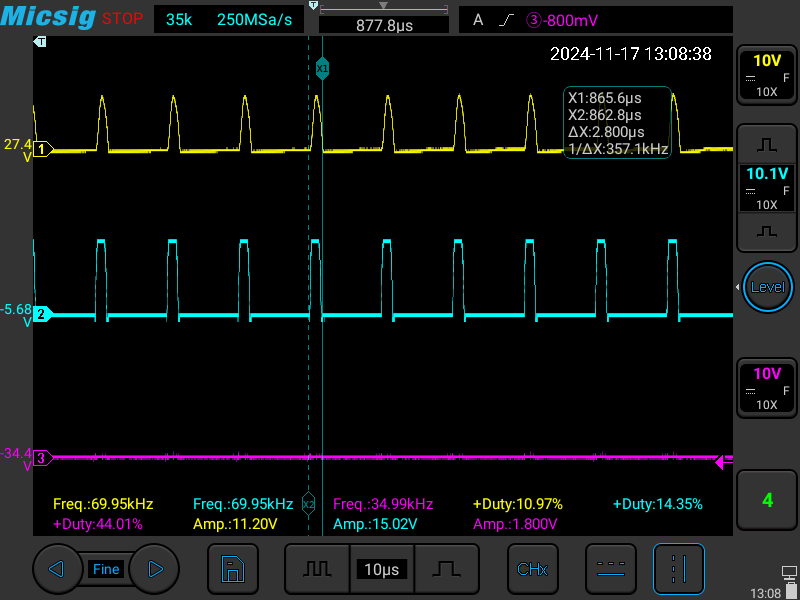 Micsig STOP 35k 250MSa/s T 877.8µs A ③-800mV
T
2024-11-17 13:08:38
X1
X1:865.6µs
X2:862.8µs
ΔX:2.800µs
1/ΔX:357.1kHz
27.4 V 1
-5.68 V 2
-34.4 V 3
10V
F
10X
10.1V
F
10X
Level
10V
F
10X
4
Freq.:69.95kHz Freq.:69.95kHz X2 Freq.:34.99kHz +Duty:10.97% +Duty:14.35%
+Duty:44.01% Amp.:11.20V Amp.:15.02V Amp.:1.800V
Fine 10µs CHx
13:08